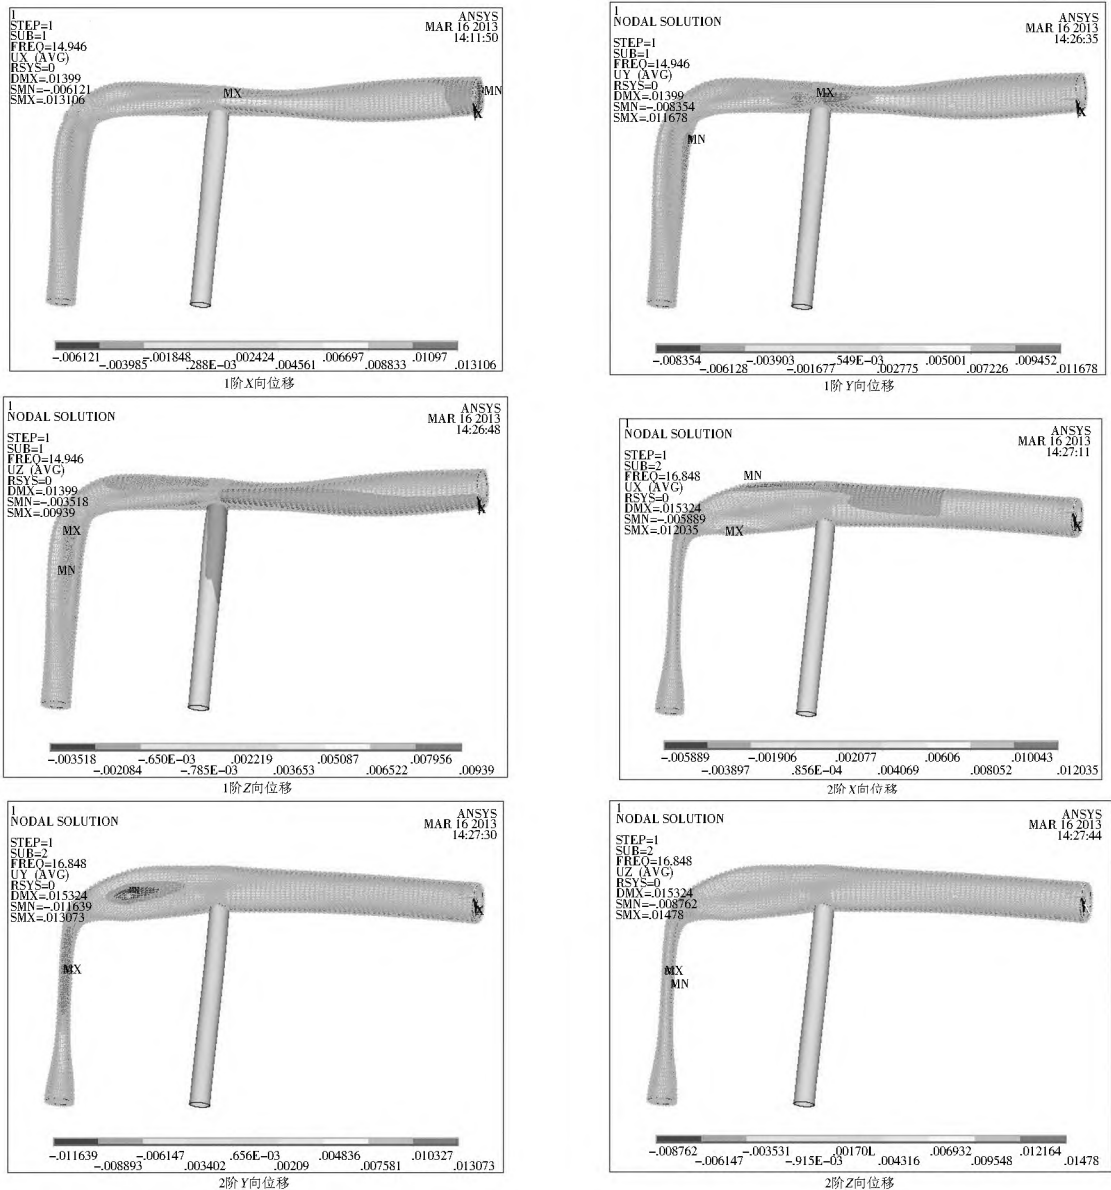 1
STEP=1
SUB=1
FREQ=14.946
UX (AVG)
RSYS=0
DMX=.01399
SMN=-.006121
SMX=.013106
ANSYS
MAR 16 2013
14:11:50
MX
MN
X
-.006121 -.001848 .002424 .006697 .01097
-.003985 .288E-03 .004561 .008833 .013106
1阶X向位移
1
NODAL SOLUTION
STEP=1
SUB=1
FREQ=14.946
UY (AVG)
RSYS=0
DMX=.01399
SMN=-.008354
SMX=.011678
ANSYS
MAR 16 2013
14:26:35
MX
MN
X
-.008354 -.003903 .549E-03 .005001 .009452
-.006128 -.001677 .002775 .007226 .011678
1阶Y向位移
1
NODAL SOLUTION
STEP=1
SUB=1
FREQ=14.946
UZ (AVG)
RSYS=0
DMX=.01399
SMN=-.003518
SMX=.00939
ANSYS
MAR 16 2013
14:26:48
MX
MN
X
-.003518 -.650E-03 .002219 .005087 .007956
-.002084 -.785E-03 .003653 .006522 .00939
1阶Z向位移
1
NODAL SOLUTION
STEP=1
SUB=2
FREQ=16.848
UX (AVG)
RSYS=0
DMX=.015324
SMN=-.005889
SMX=.012035
ANSYS
MAR 16 2013
14:27:11
MN
MX
X
-.005889 -.001906 .002077 .00606 .010043
-.003897 .856E-04 .004069 .008052 .012035
2阶X向位移
1
NODAL SOLUTION
STEP=1
SUB=2
FREQ=16.848
UY (AVG)
RSYS=0
DMX=.015324
SMN=-.011639
SMX=.013073
ANSYS
MAR 16 2013
14:27:30
MN
MX
X
-.011639 -.006147 .656E-03 .004836 .010327
-.008893 .003402 .00209 .007581 .013073
2阶Y向位移
1
NODAL SOLUTION
STEP=1
SUB=2
FREQ=16.848
UZ (AVG)
RSYS=0
DMX=.015324
SMN=-.008762
SMX=.01478
ANSYS
MAR 16 2013
14:27:44
MX
MN
-.008762 -.003531 .00170L .006932 .012164
-.006147 -.915E-03 .004316 .009548 .01478
2阶Z向位移